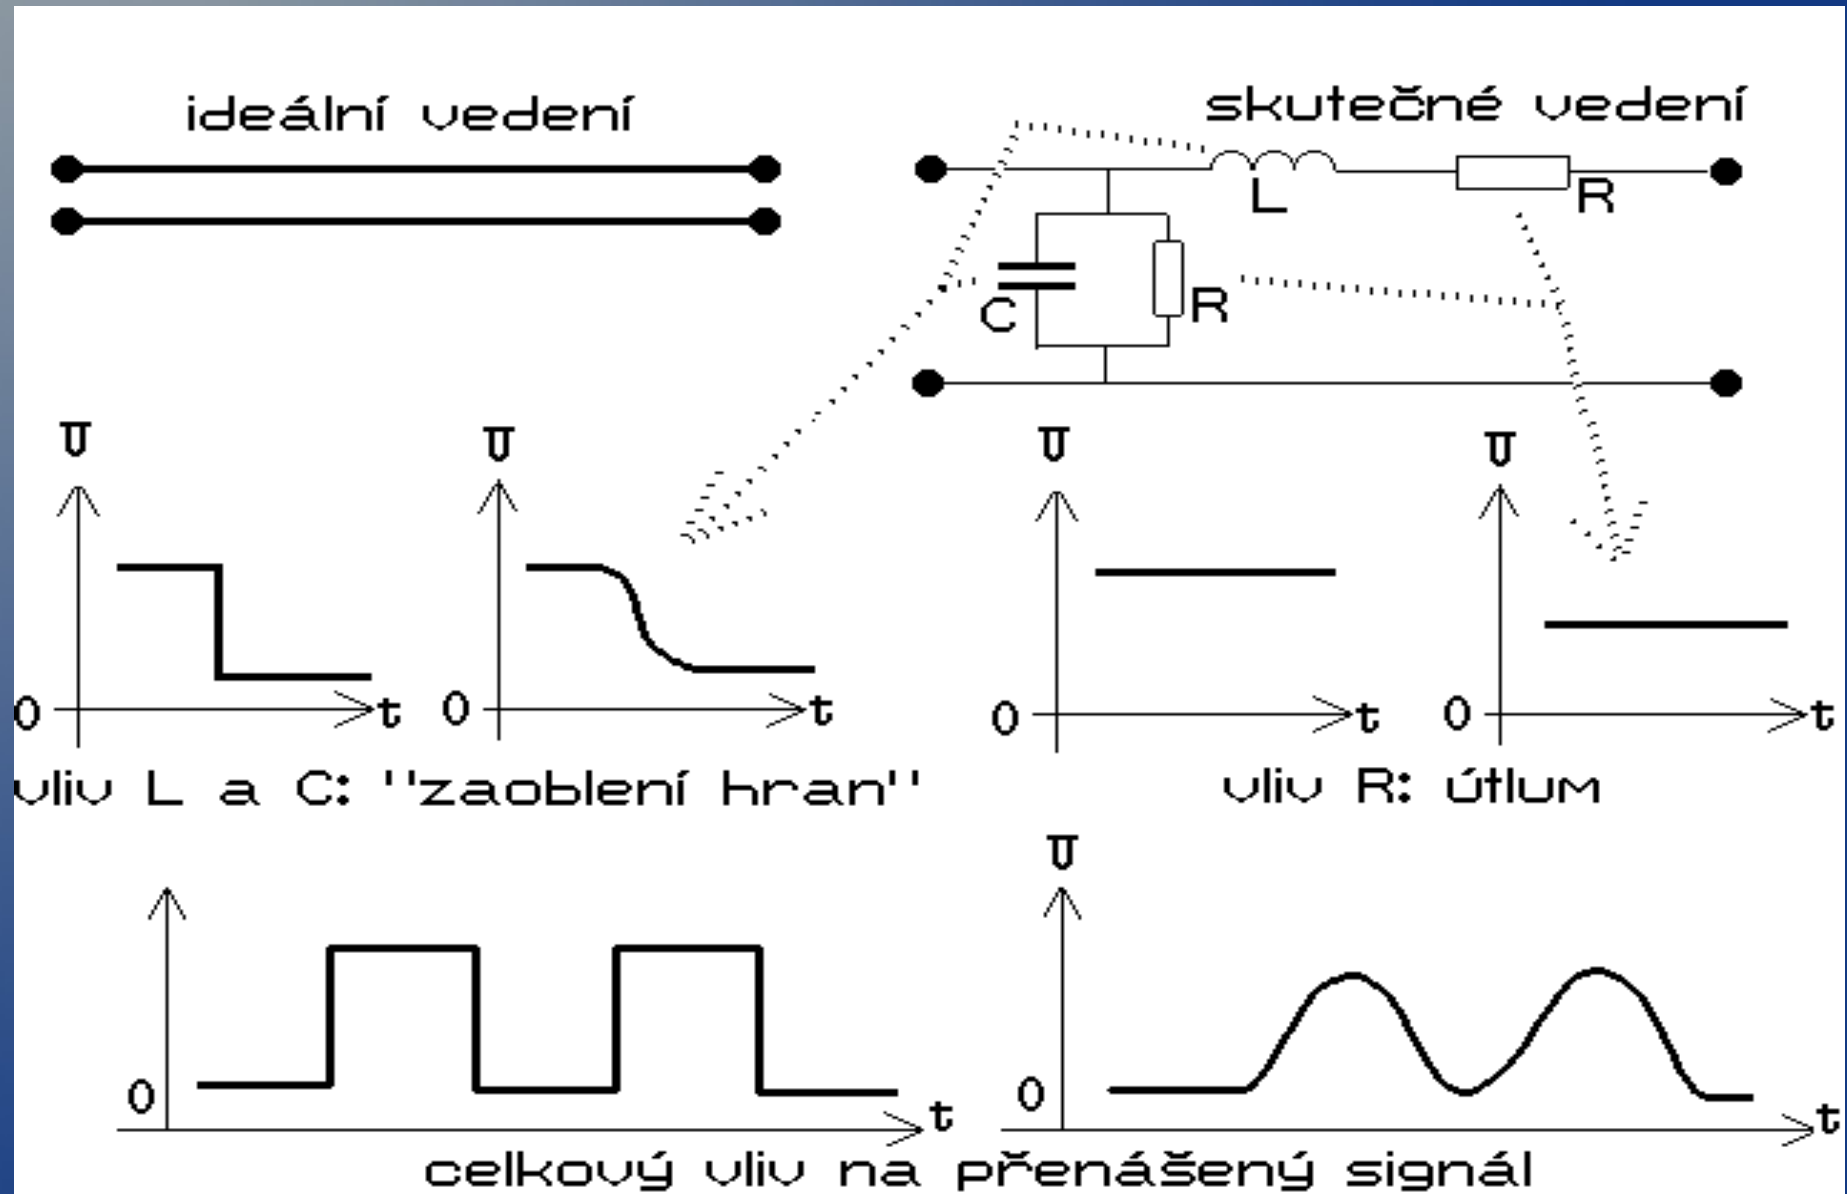 ideální vedení
skutečné vedení
L
R
C
R
U
U
U
U
0
t
0
t
0
t
0
t
vliv L a C: "zaoblení hran"
vliv R: útlum
U
0
t
0
t
celkový vliv na přenášený signál